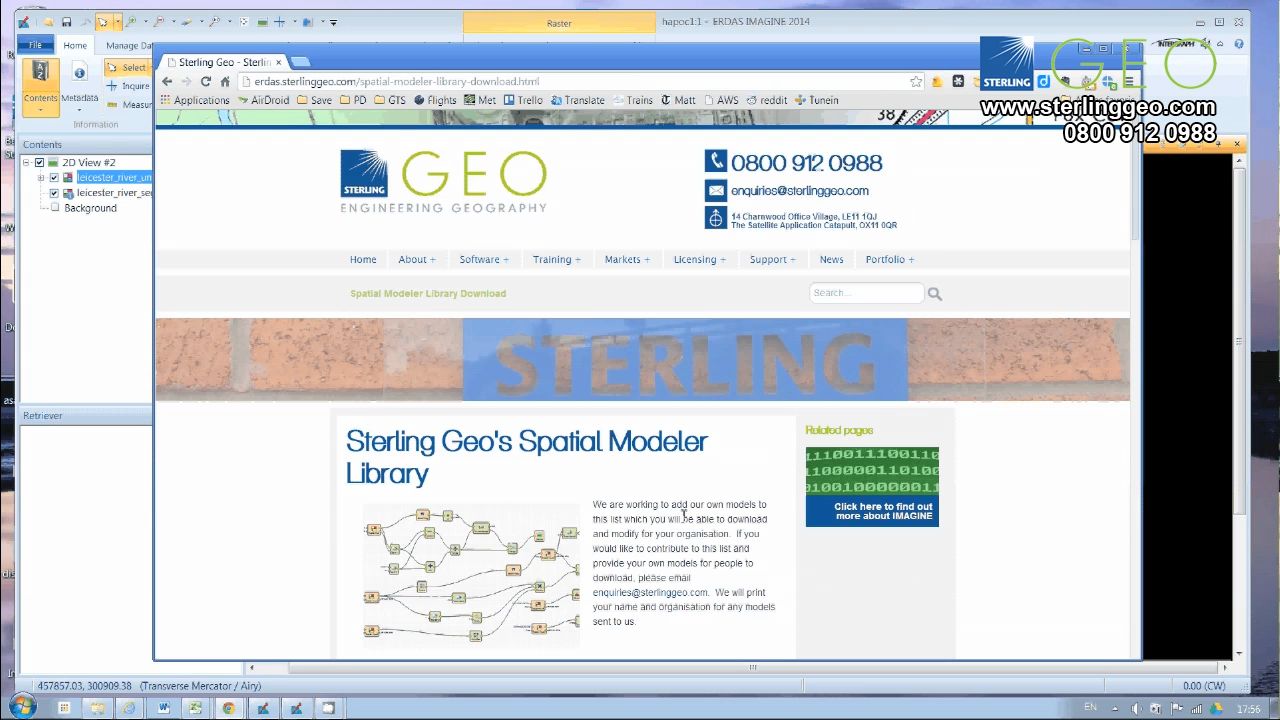 Raster
hapoc1:1 - ERDAS IMAGINE 2014
File
Home
Manage Da
INTERGRAPH
Contents
Metadata
Select
Inquire
Measur
Information
Contents
2D View #2
leicester_river_un
leicester_river_se
Background
Retriever
Sterling Geo - Sterlin
erdas.sterlinggeo.com/spatial-modeler-library-download.html
Applications
AirDroid
Save
PD
GTS
Flights
Met
Trello
Translate
Trains
Matt
AWS
reddit
Tunein
STERLING
GEO
www.sterlinggeo.com
0800 912 0988
38
STERLING
GEO
ENGINEERING GEOGRAPHY
0800 912 0988
enquiries@sterlinggeo.com
14 Charnwood Office Village, LE11 1QJ
The Satellite Application Catapult, OX11 0QR
Home
About +
Software +
Training +
Markets +
Licensing +
Support +
News
Portfolio +
Spatial Modeler Library Download
Search...
STERLING
Sterling Geo's Spatial Modeler
Library
We are working to add our own models to
this list which you will be able to download
and modify for your organisation. If you
would like to contribute to this list and
provide your own models for people to
download, please email
enquiries@sterlinggeo.com. We will print
your name and organisation for any models
sent to us.
Related pages
Click here to find out
more about IMAGINE
457857.03, 300909.38 (Transverse Mercator / Airy)
0.00 (CW)
EN
17:56